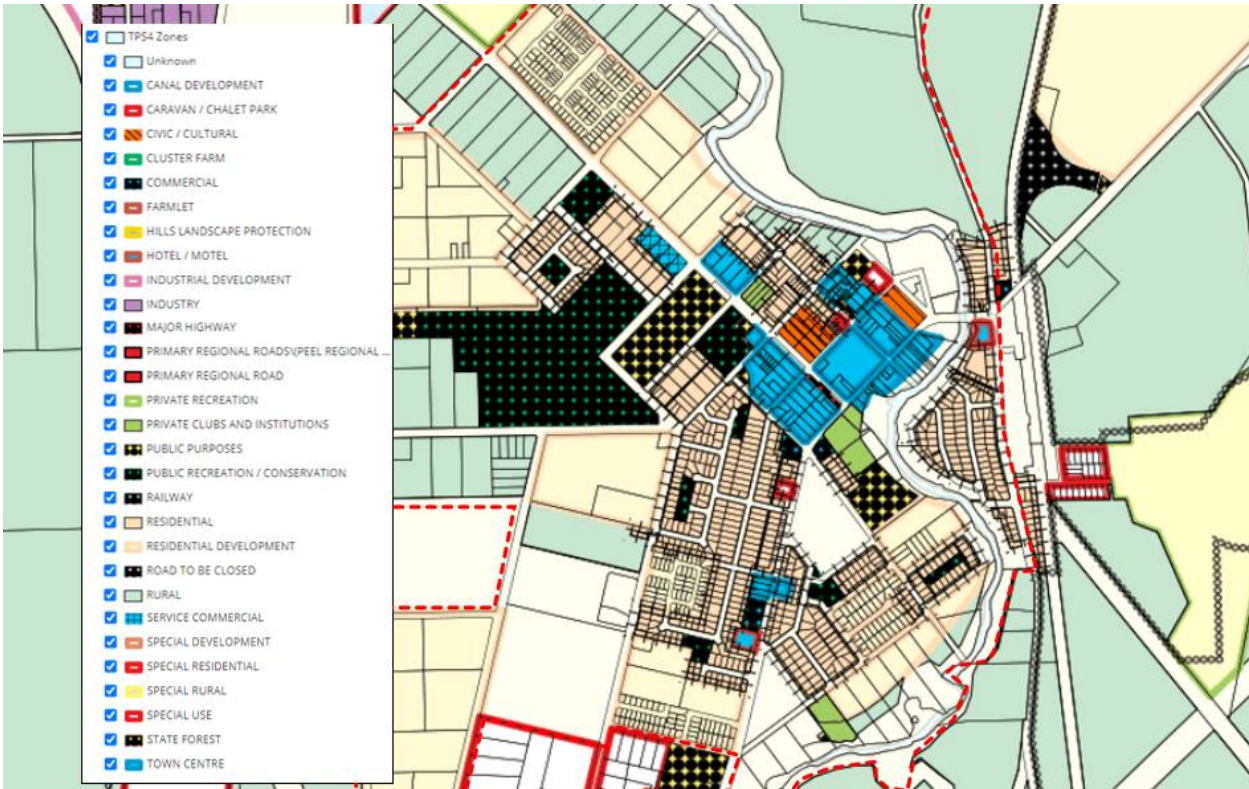 TPS4 Zones
Unknown
CANAL DEVELOPMENT
CARAVAN / CHALET PARK
CIVIC / CULTURAL
CLUSTER FARM
COMMERCIAL
FARMLET
HILLS LANDSCAPE PROTECTION
HOTEL / MOTEL
INDUSTRIAL DEVELOPMENT
INDUSTRY
MAJOR HIGHWAY
PRIMARY REGIONAL ROADS\(PEEL REGIONAL ...
PRIMARY REGIONAL ROAD
PRIVATE RECREATION
PRIVATE CLUBS AND INSTITUTIONS
PUBLIC PURPOSES
PUBLIC RECREATION / CONSERVATION
RAILWAY
RESIDENTIAL
RESIDENTIAL DEVELOPMENT
ROAD TO BE CLOSED
RURAL
SERVICE COMMERCIAL
SPECIAL DEVELOPMENT
SPECIAL RESIDENTIAL
SPECIAL RURAL
SPECIAL USE
STATE FOREST
TOWN CENTRE